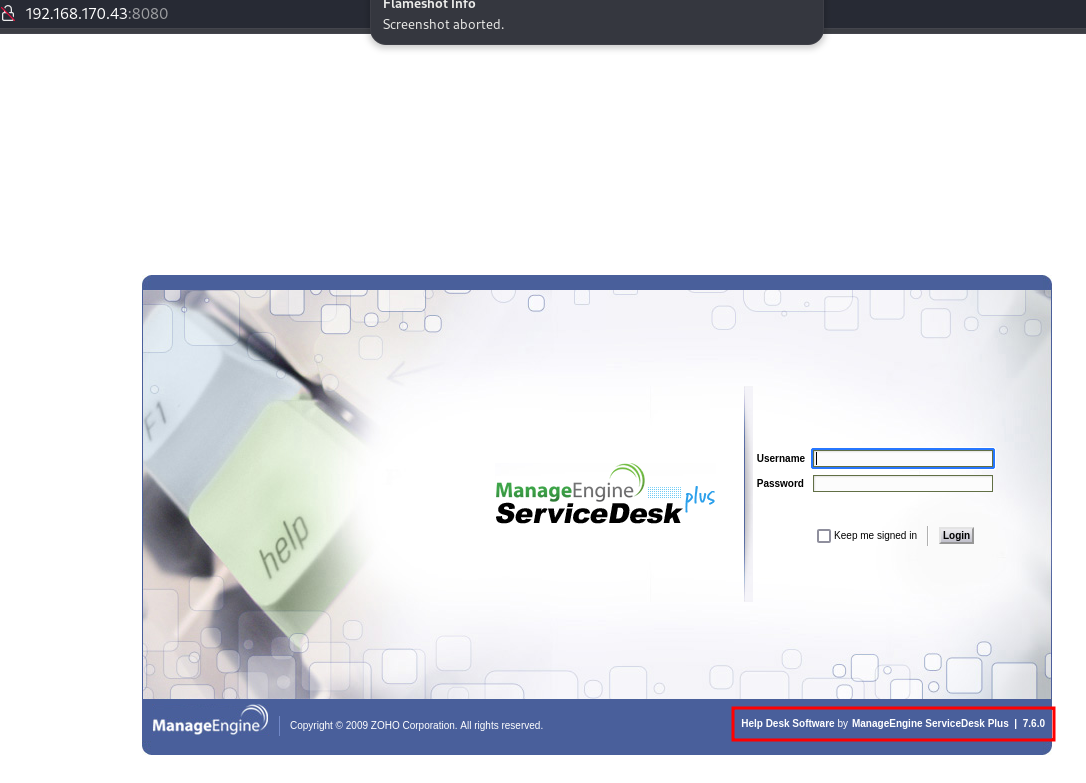 Flameshot Info
192.168.170.43:8080
Screenshot aborted.
F1
help
ManageEngine
ServiceDesk plus
Username
Password
Keep me signed in
Login
ManageEngine
Copyright © 2009 ZOHO Corporation. All rights reserved.
Help Desk Software by ManageEngine ServiceDesk Plus | 7.6.0